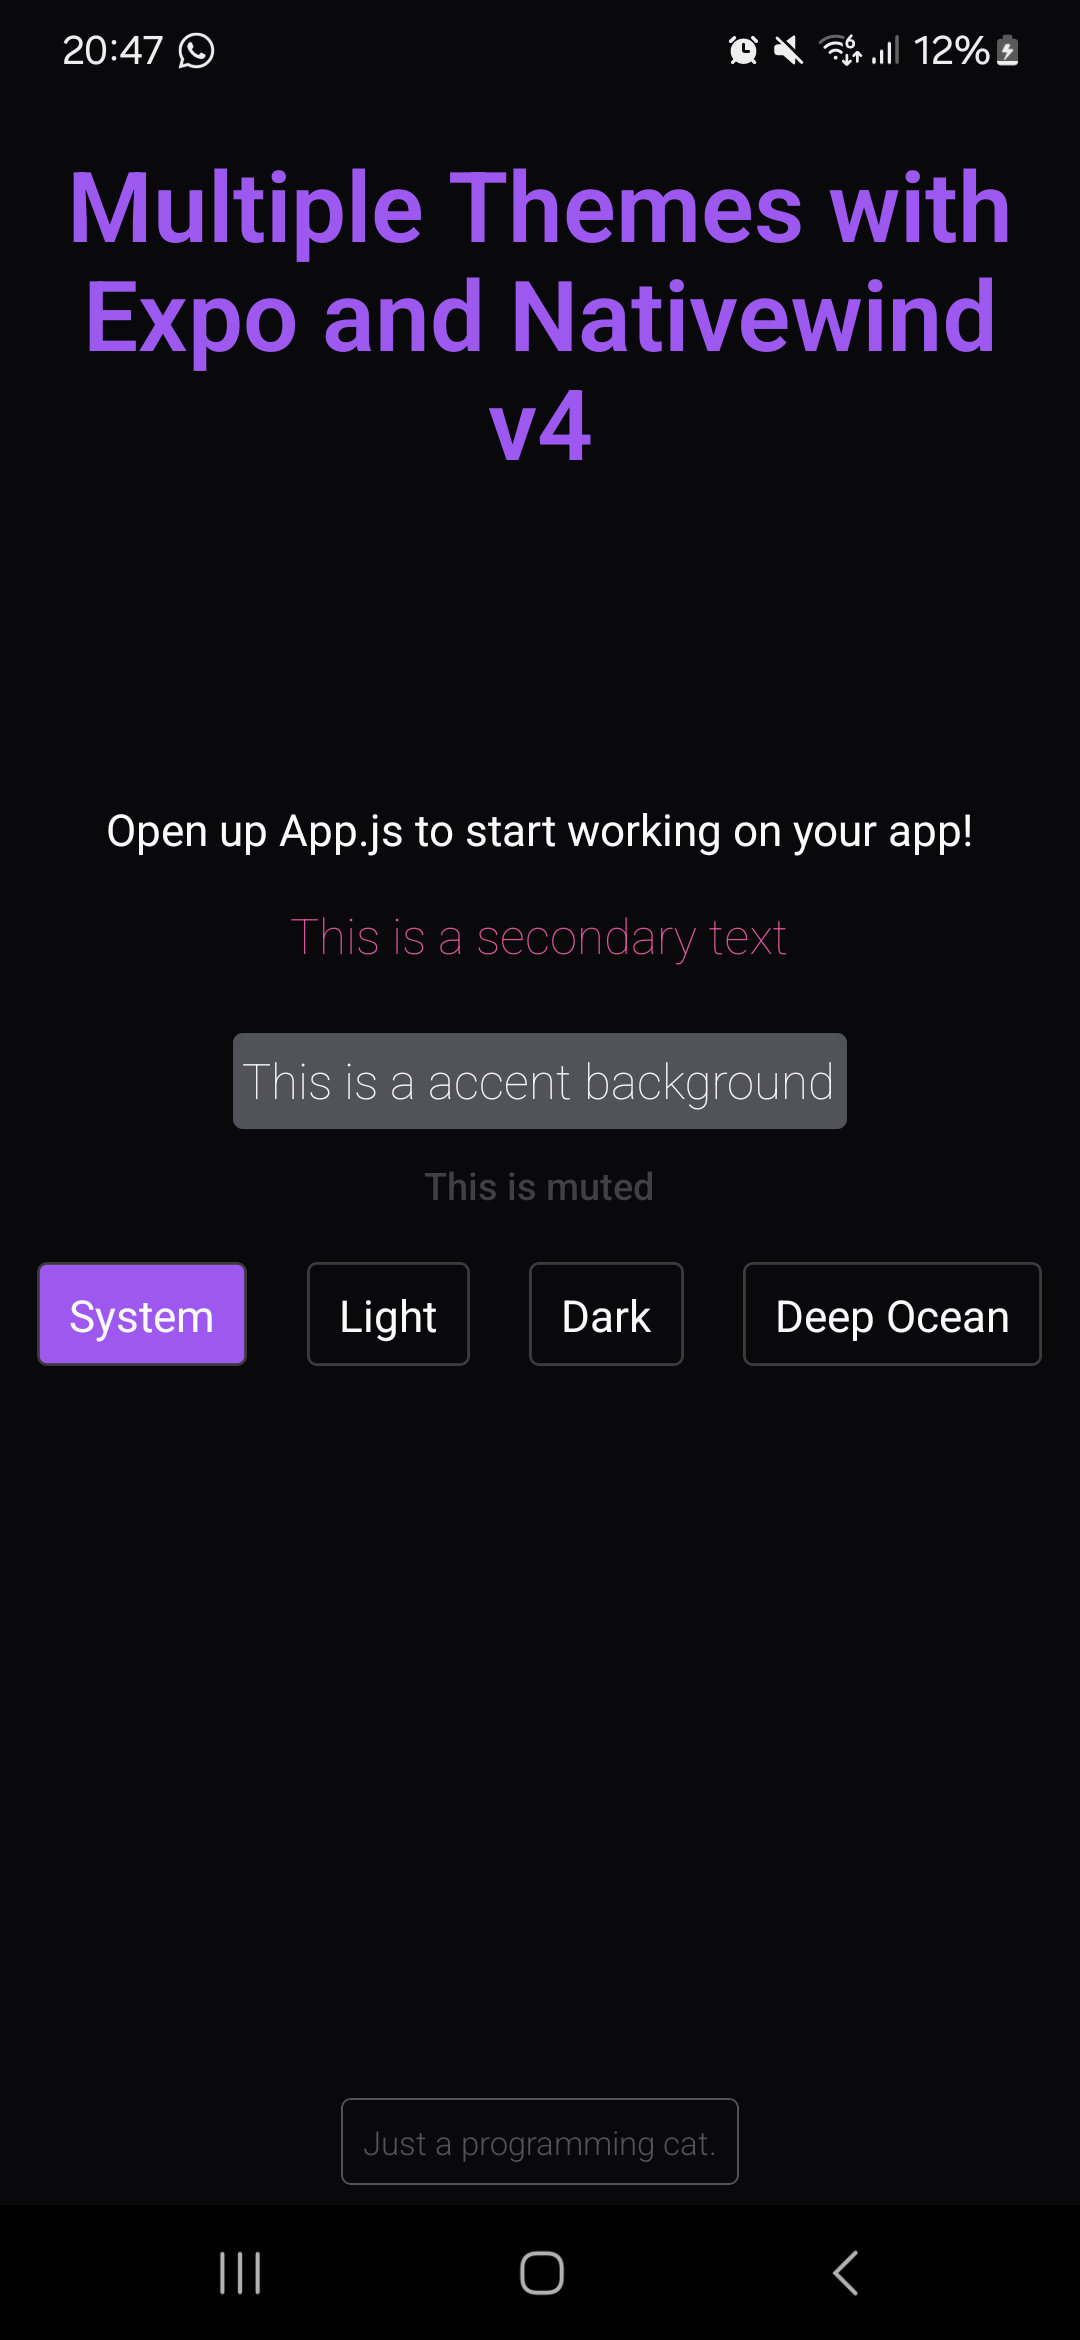 20:47
12%
Multiple Themes with
Expo and Nativewind
v4
Open up App.js to start working on your app!
This is a secondary text
This is a accent background
This is muted
System Light Dark Deep Ocean
Just a programming cat.